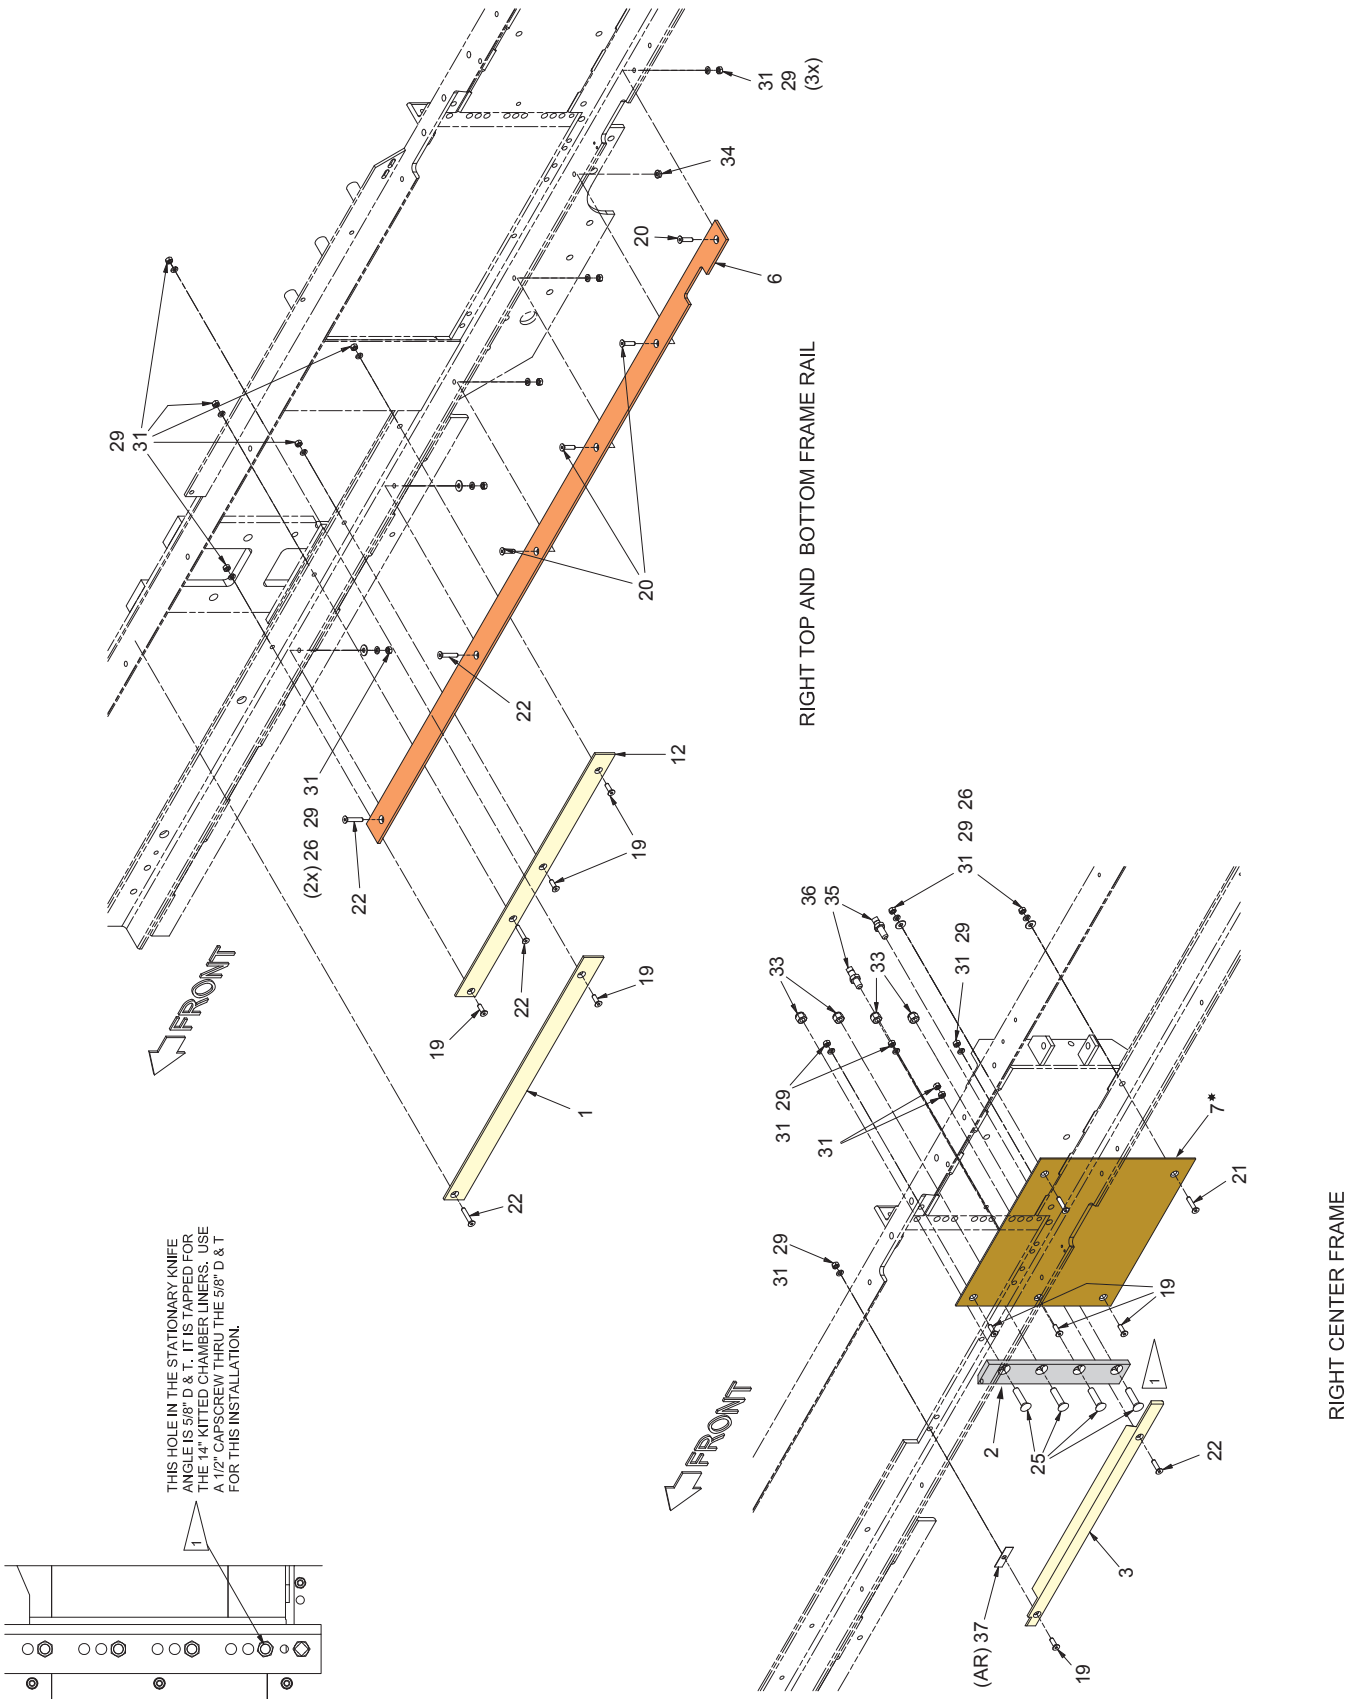 THIS HOLE IN THE STATIONARY KNIFE
ANGLE IS 5/8" D & T. IT IS TAPPED FOR
THE 14" KITTED CHAMBER LINERS. USE
A 1/2" CAPSCREW THRU THE 5/8" D & T
FOR THIS INSTALLATION.
1
FRONT
29
31
31
29 (3x)
34
20
6
20
22
(2x) 26 29 31
22
12
19
22
19
19
1
22
RIGHT TOP AND BOTTOM FRAME RAIL
FRONT
36
35
31 29 26
33
33
31 29
31 29
31
31 29
7*
21
19
1
2
25
22
3
(AR) 37
19
RIGHT CENTER FRAME